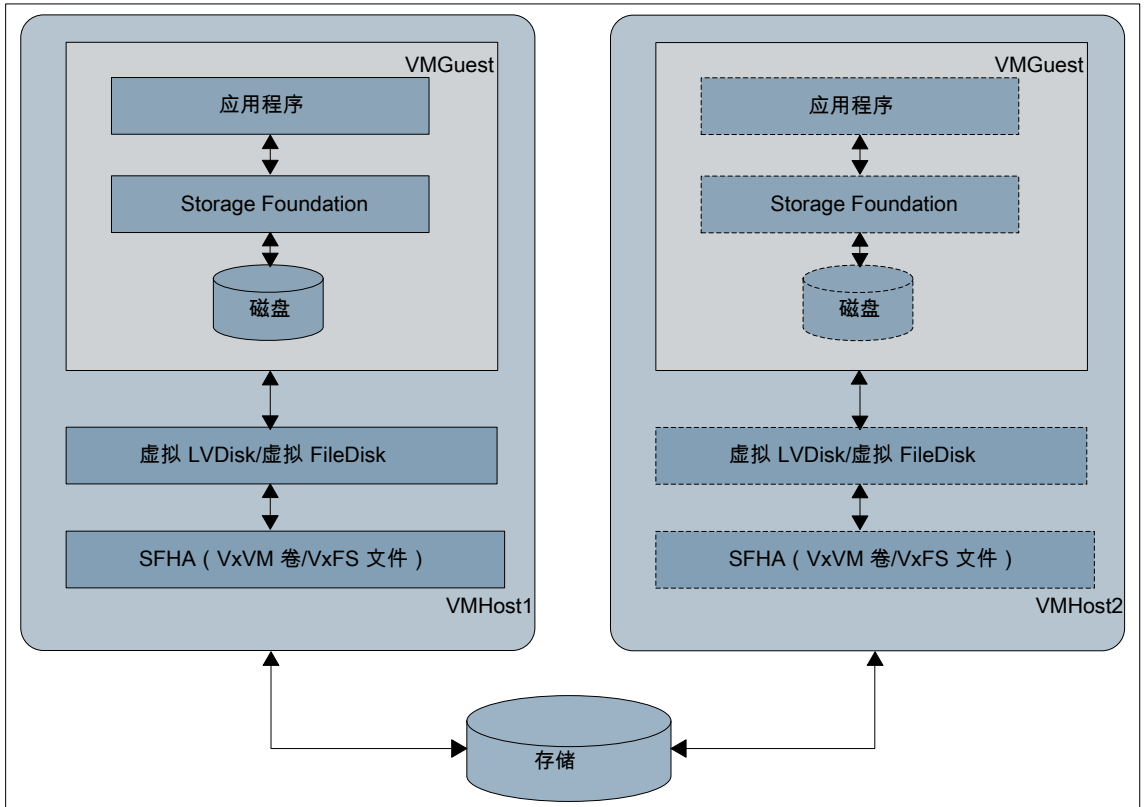 VMGuest
应用程序
Storage Foundation
磁盘
虚拟 LVDisk/虚拟 FileDisk
SFHA（VxVM 卷/VxFS 文件）
VMHost1
VMGuest
应用程序
Storage Foundation
磁盘
虚拟 LVDisk/虚拟 FileDisk
SFHA（VxVM 卷/VxFS 文件）
VMHost2
存储